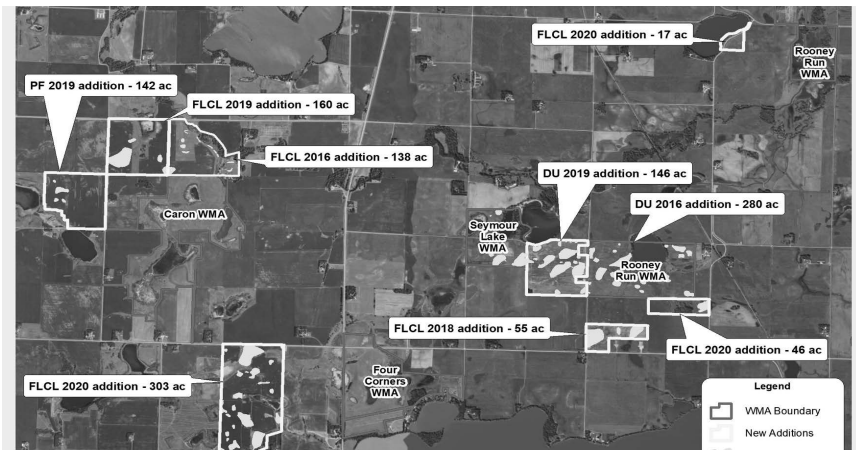 FLCL 2020 addition - 17 ac
Rooney
Run
WMA
PF 2019 addition - 142 ac
FLCL 2019 addition - 160 ac
FLCL 2016 addition - 138 ac
DU 2019 addition - 146 ac
DU 2016 addition - 280 ac
Caron WMA
Seymour
Lake
WMA
Rooney
Run WMA
FLCL 2018 addition - 55 ac
FLCL 2020 addition - 46 ac
Four
Corners
WMA
FLCL 2020 addition - 303 ac
Legend
WMA Boundary
New Additions